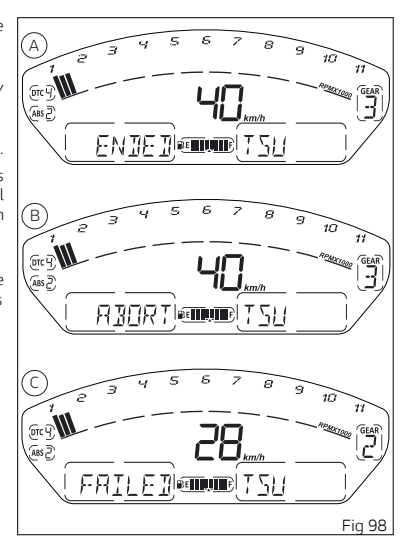 A
1 2 3 4 5 6 7 8 9 10 11
RPMX1000
DTC 4
ABS 2
40 km/h
GEAR 3
ENDED E F TSU
B
1 2 3 4 5 6 7 8 9 10 11
RPMX1000
DTC 4
ABS 2
40 km/h
GEAR 3
ABORT E F TSU
C
1 2 3 4 5 6 7 8 9 10 11
RPMX1000
DTC 4
ABS 2
28 km/h
GEAR 2
FAILED E F TSU
Fig 98